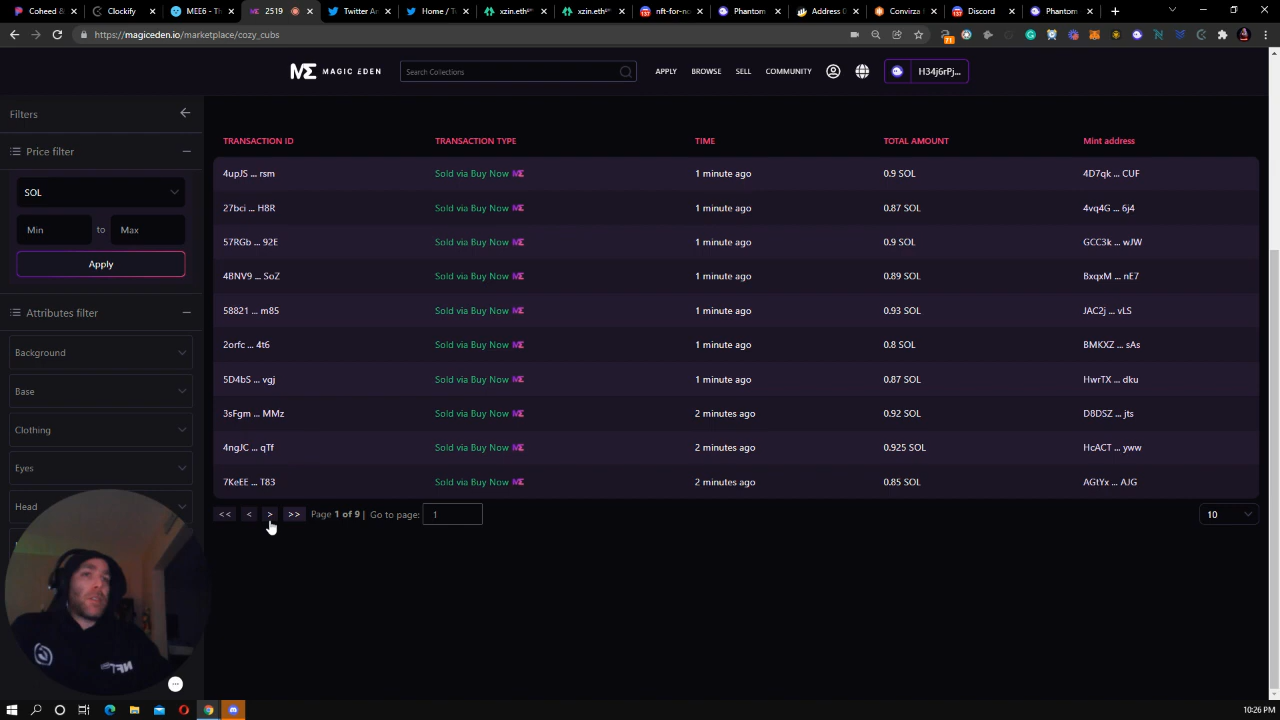 Coheed &
Clockify
MEE6 - Th
2519
Twitter Ar
Home / Tw
xzin.eth*
xzin.eth*
nft-for-no
Phantom
Address D
Convirza
Discord
Phantom
https://magiceden.io/marketplace/cozy_cubs
71
MAGIC EDEN
Search Collections
APPLY
BROWSE
SELL
COMMUNITY
H34j6rPj...
Filters
Price filter
SOL
Min
to
Max
Apply
Attributes filter
Background
Base
Clothing
Eyes
Head
TRANSACTION ID TRANSACTION TYPE TIME TOTAL AMOUNT Mint address
4upJS ... rsm Sold via Buy Now 1 minute ago 0.9 SOL 4D7qk ... CUF
27bci ... H8R Sold via Buy Now 1 minute ago 0.87 SOL 4vq4G ... 6j4
57RGb ... 92E Sold via Buy Now 1 minute ago 0.9 SOL GCC3k ... wJW
4BNV9 ... SoZ Sold via Buy Now 1 minute ago 0.89 SOL BxqxM ... nE7
58821 ... m85 Sold via Buy Now 1 minute ago 0.93 SOL JAC2j ... vLS
2orfc ... 4t6 Sold via Buy Now 1 minute ago 0.8 SOL BMKXZ ... sAs
5D4bS ... vgj Sold via Buy Now 1 minute ago 0.87 SOL HwrTX ... dku
3sFgm ... MMz Sold via Buy Now 2 minutes ago 0.92 SOL D8DSZ ... jts
4ngJC ... qTf Sold via Buy Now 2 minutes ago 0.925 SOL HcACT ... yww
7KeEE ... T83 Sold via Buy Now 2 minutes ago 0.85 SOL AGtYx ... AJG
<< < > >> Page 1 of 9 | Go to page: 1
10
10:26 PM